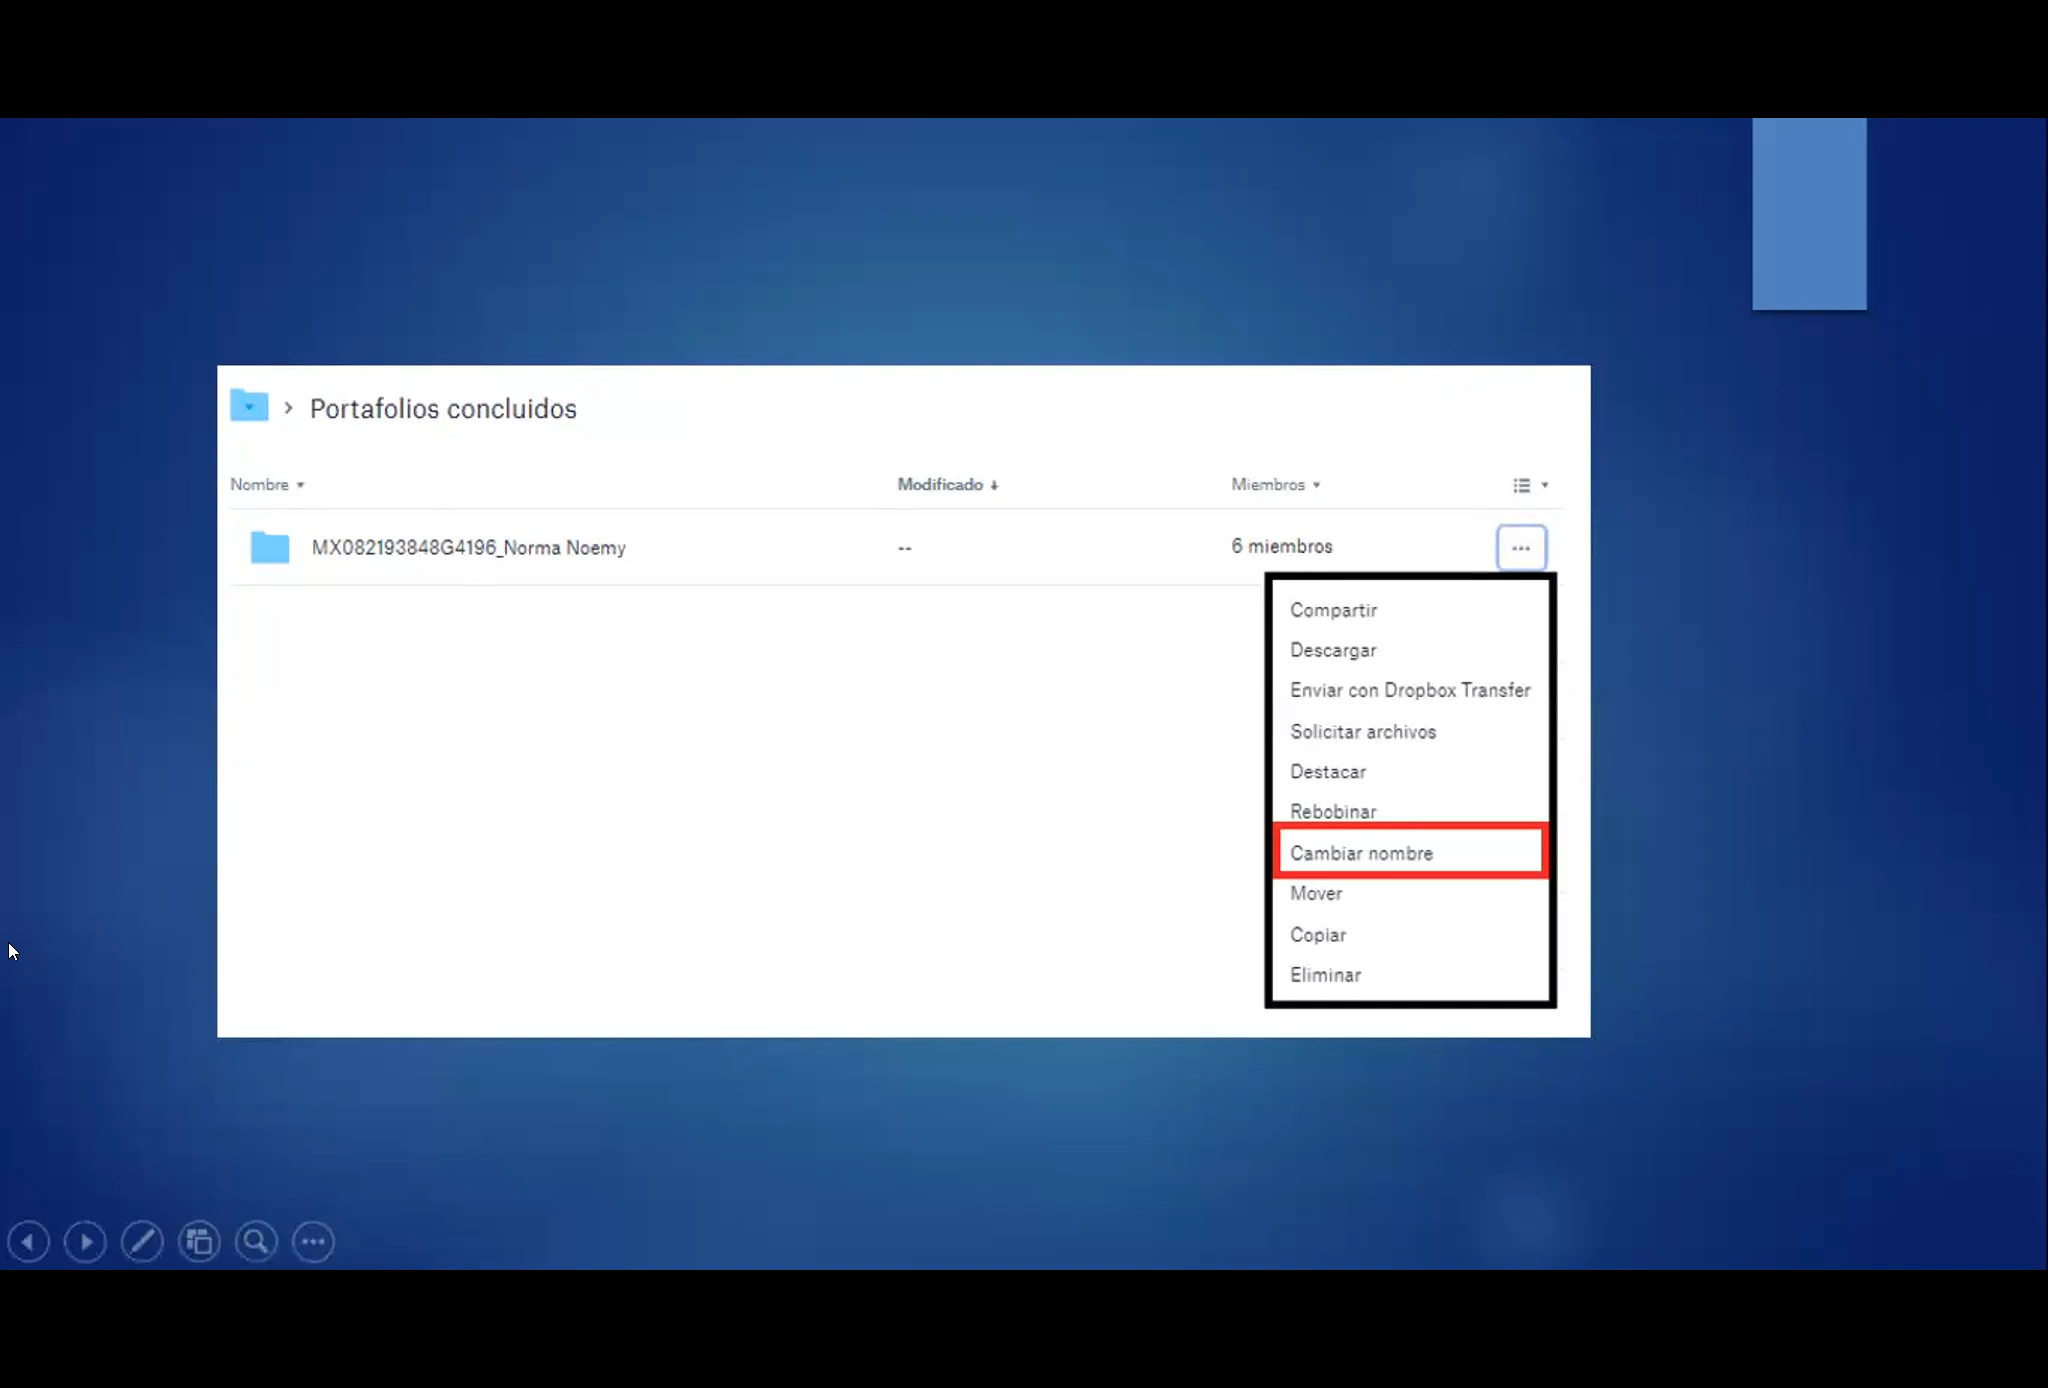 Portafolios concluidos
Nombre Modificado Miembros
MX082193848G4196_Norma Noemy -- 6 miembros
Compartir
Descargar
Enviar con Dropbox Transfer
Solicitar archivos
Destacar
Rebobinar
Cambiar nombre
Mover
Copiar
Eliminar